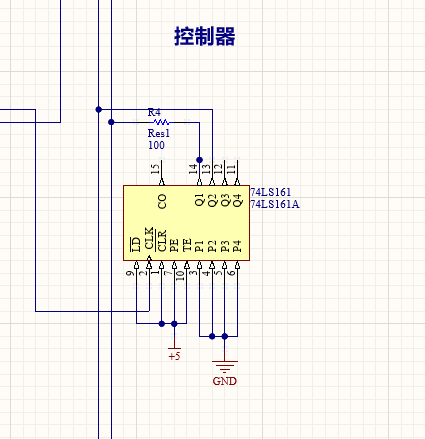 控制器
R4
Res1
100
15
14
13
12
11
CO
Q1
Q2
Q3
Q4
74LS161
74LS161A
LD
CLK
CLR
PE
TE
P1
P2
P3
P4
9
2
1
7
10
3
4
5
6
+5
GND